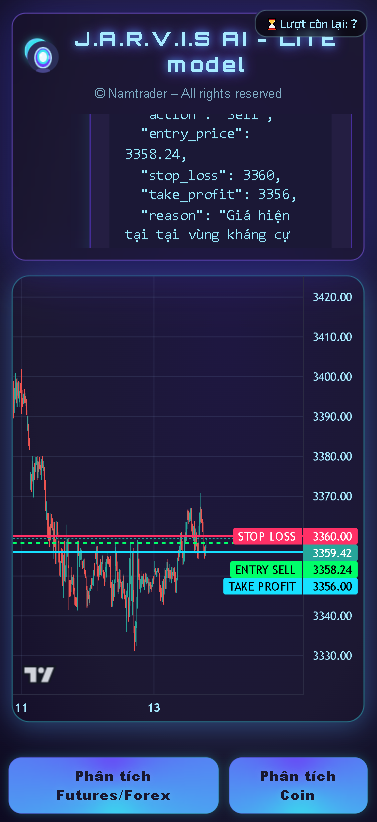 ⏳ Lượt còn lại: ?
J.A.R.V.I.S AI - LITE
model
© Namtrader – All rights reserved
"action": "Sell",
"entry_price":
3358.24,
"stop_loss": 3360,
"take_profit": 3356,
"reason": "Giá hiện
tại tại vùng kháng cự
3420.00
3400.00
3390.00
3380.00
3370.00
STOP LOSS 3360.00
3359.42
ENTRY SELL 3358.24
TAKE PROFIT 3356.00
3340.00
3330.00
11 13
Phân tích
Futures/Forex
Phân tích
Coin